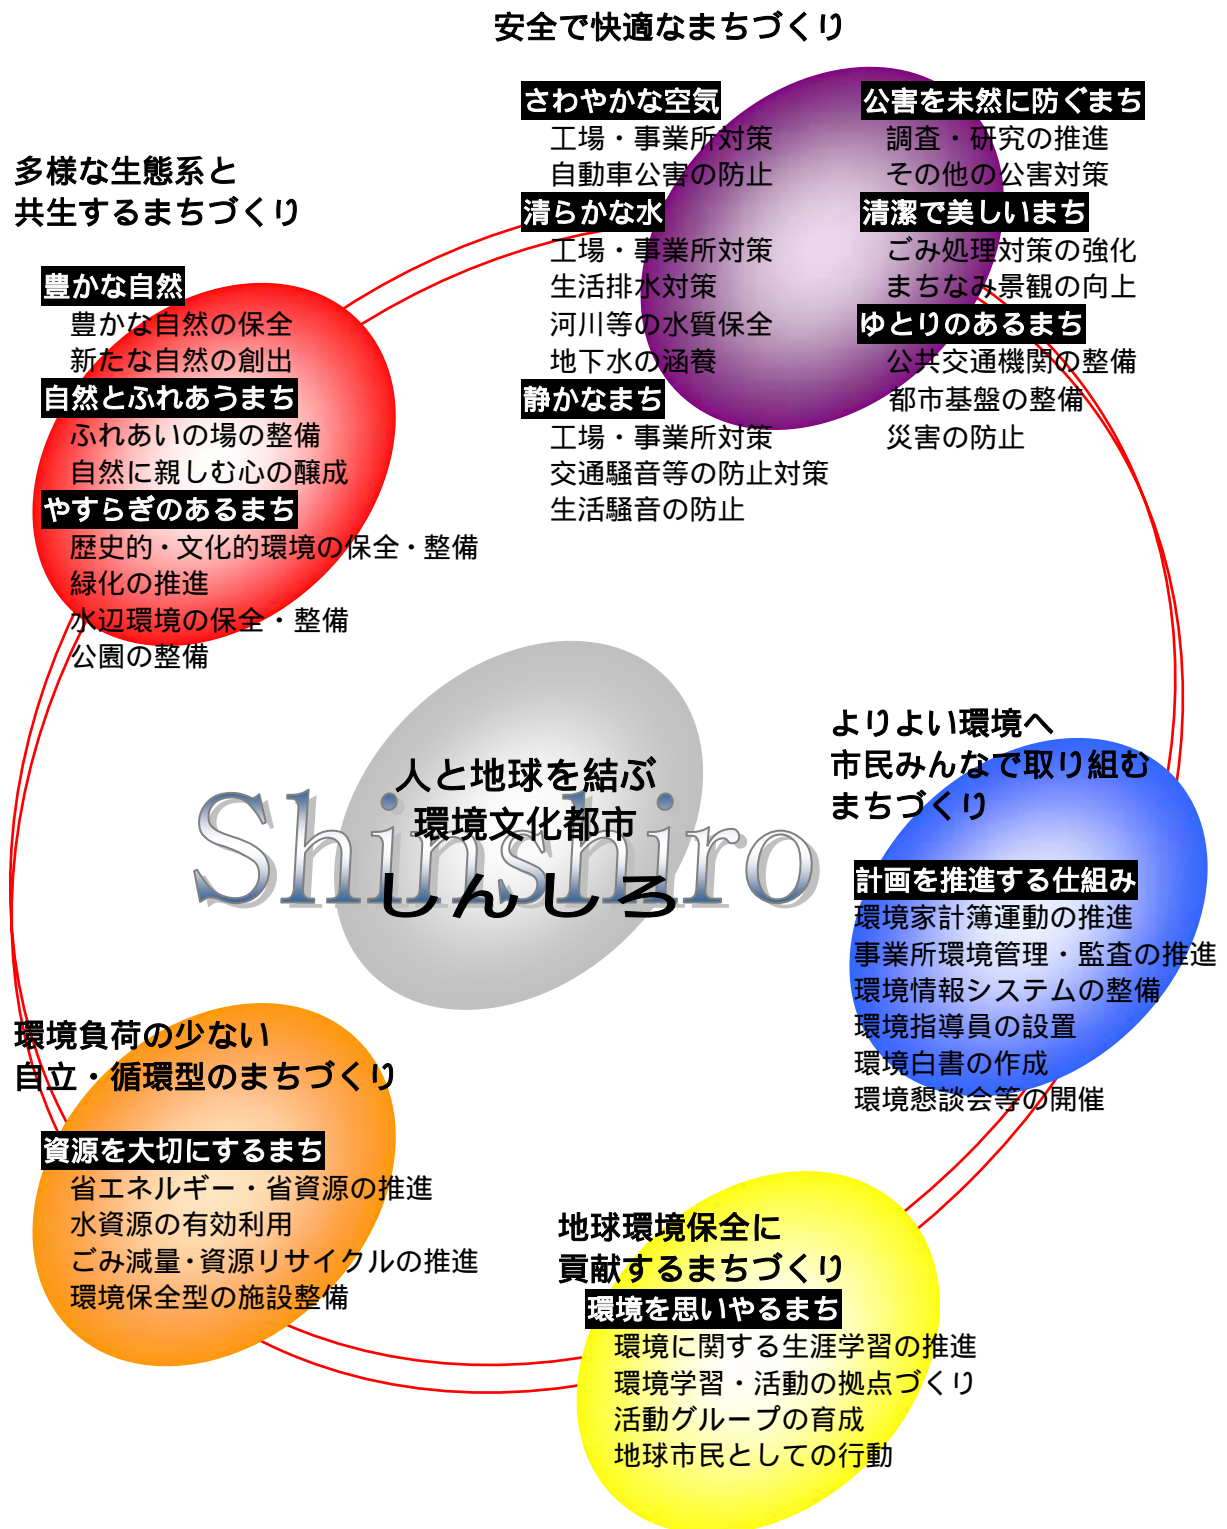 安全で快適なまちづくり
さわやかな空気
工場・事業所対策
自動車公害の防止
清らかな水
工場・事業所対策
生活排水対策
河川等の水質保全
地下水の涵養
静かなまち
工場・事業所対策
交通騒音等の防止対策
生活騒音の防止
公害を未然に防ぐまち
調査・研究の推進
その他の公害対策
清潔で美しいまち
ごみ処理対策の強化
まちなみ景観の向上
ゆとりのあるまち
公共交通機関の整備
都市基盤の整備
災害の防止
多様な生態系と
共生するまちづくり
豊かな自然
豊かな自然の保全
新たな自然の創出
自然とふれあうまち
ふれあいの場の整備
自然に親しむ心の醸成
やすらぎのあるまち
歴史的・文化的環境の保全・整備
緑化の推進
水辺環境の保全・整備
公園の整備
人と地球を結ぶ
環境文化都市
Shinshiro
しんしろ
よりよい環境へ
市民みんなで取り組む
まちづくり
計画を推進する仕組み
環境家計簿運動の推進
事業所環境管理・監査の推進
環境情報システムの整備
環境指導員の設置
環境白書の作成
環境懇談会等の開催
環境負荷の少ない
自立・循環型のまちづくり
資源を大切にするまち
省エネルギー・省資源の推進
水資源の有効利用
ごみ減量・資源リサイクルの推進
環境保全型の施設整備
地球環境保全に
貢献するまちづくり
環境を思いやるまち
環境に関する生涯学習の推進
環境学習・活動の拠点づくり
活動グループの育成
地球市民としての行動